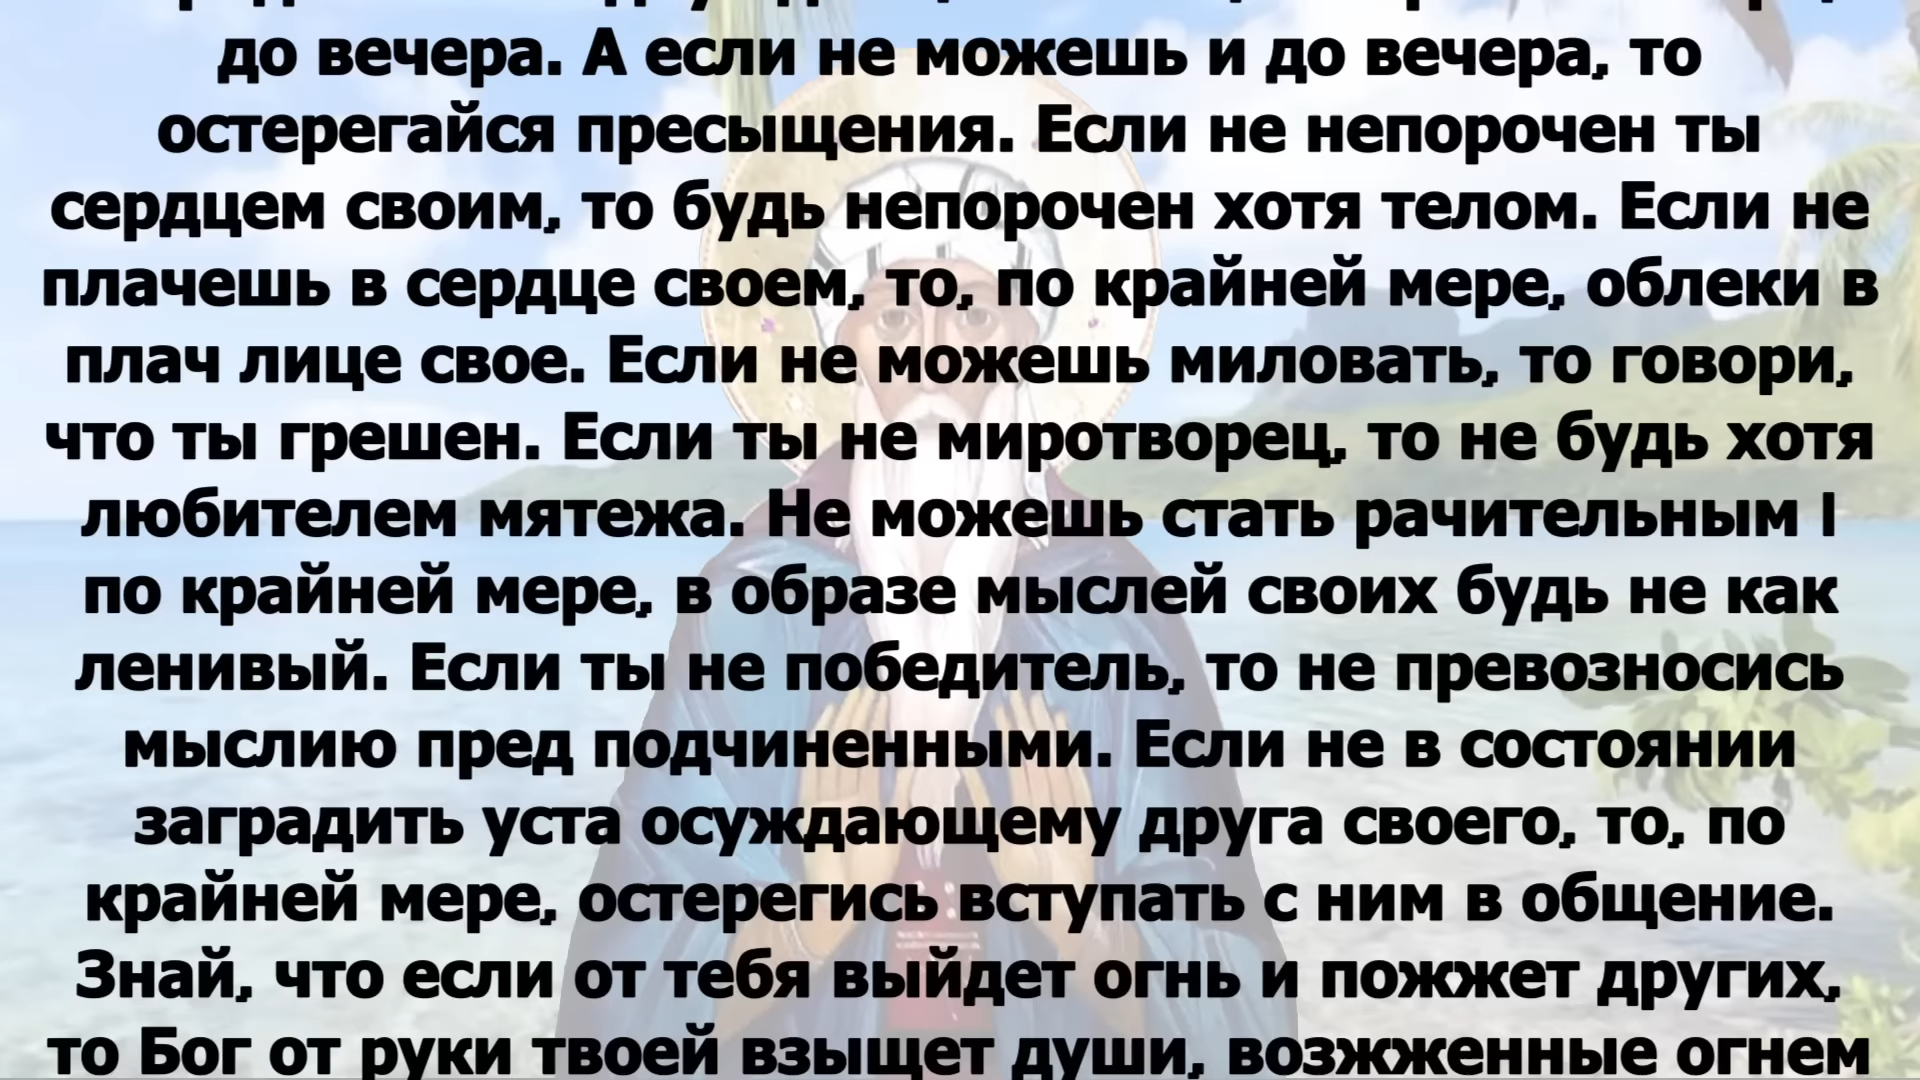 до вечера. А если не можешь и до вечера, то
остерегайся пресыщения. Если не непорочен ты
сердцем своим, то будь непорочен хотя телом. Если не
плачешь в сердце своем, то, по крайней мере, облеки в
плач лице свое. Если не можешь миловать, то говори,
что ты грешен. Если ты не миротворец, то не будь хотя
любителем мятежа. Не можешь стать рачительным |
по крайней мере, в образе мыслей своих будь не как
ленивый. Если ты не победитель, то не превозносись
мыслию пред подчиненными. Если не в состоянии
заградить уста осуждающему друга своего, то, по
крайней мере, остерегись вступать с ним в общение.
Знай, что если от тебя выйдет огнь и пожжет других,
то Бог от руки твоей взыщет души, возжженные огнем